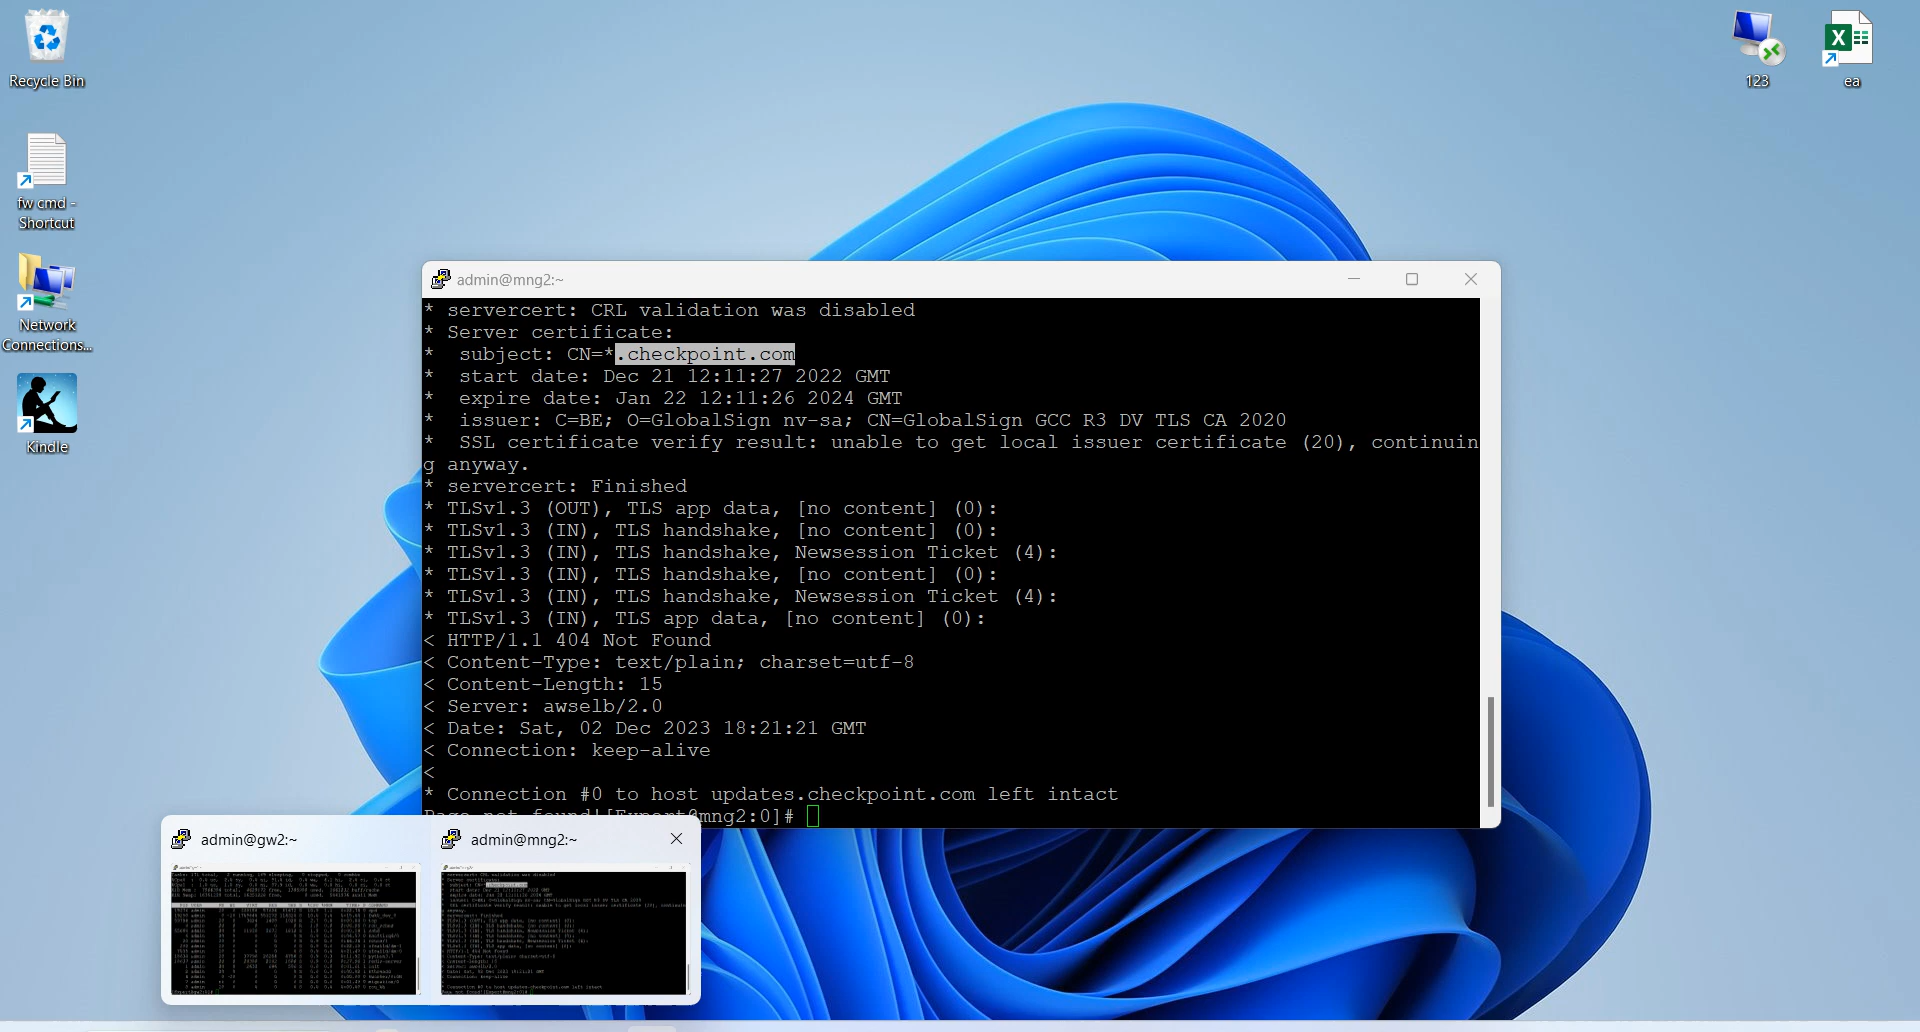 Recycle Bin
fw cmd -
Shortcut
Network
Connections...
Kindle
123
ea
admin@mng2:~
* servercert: CRL validation was disabled
* Server certificate:
*  subject: CN=*.checkpoint.com
*  start date: Dec 21 12:11:27 2022 GMT
*  expire date: Jan 22 12:11:26 2024 GMT
*  issuer: C=BE; O=GlobalSign nv-sa; CN=GlobalSign GCC R3 DV TLS CA 2020
*  SSL certificate verify result: unable to get local issuer certificate (20), continuin
g anyway.
* servercert: Finished
* TLSv1.3 (OUT), TLS app data, [no content] (0):
* TLSv1.3 (IN), TLS handshake, [no content] (0):
* TLSv1.3 (IN), TLS handshake, Newsession Ticket (4):
* TLSv1.3 (IN), TLS handshake, [no content] (0):
* TLSv1.3 (IN), TLS handshake, Newsession Ticket (4):
* TLSv1.3 (IN), TLS app data, [no content] (0):
< HTTP/1.1 404 Not Found
< Content-Type: text/plain; charset=utf-8
< Content-Length: 15
< Server: awselb/2.0
< Date: Sat, 02 Dec 2023 18:21:21 GMT
< Connection: keep-alive
<
* Connection #0 to host updates.checkpoint.com left intact
Page not found![Expert@mng2:0]#
admin@gw2:~
admin@mng2:~